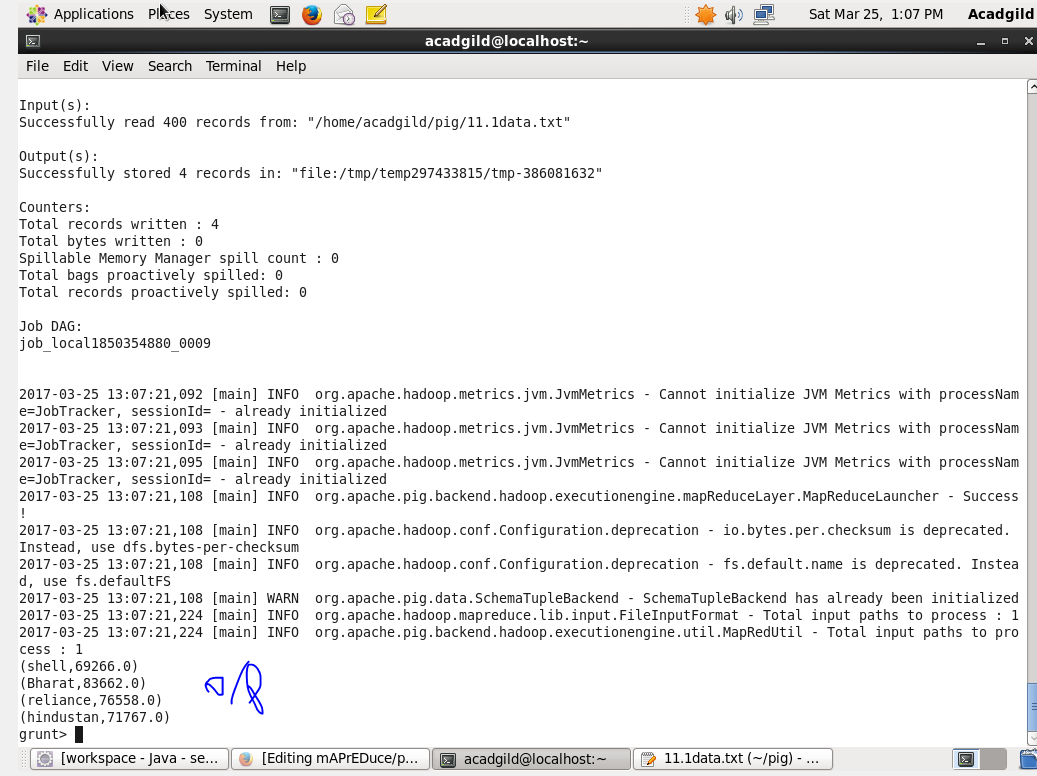 Applications Places System Sat Mar 25, 1:07 PM Acadgild
acadgild@localhost:~
File Edit View Search Terminal Help
Input(s):
Successfully read 400 records from: "/home/acadgild/pig/11.1data.txt"
Output(s):
Successfully stored 4 records in: "file:/tmp/temp297433815/tmp-386081632"
Counters:
Total records written : 4
Total bytes written : 0
Spillable Memory Manager spill count : 0
Total bags proactively spilled: 0
Total records proactively spilled: 0
Job DAG:
job_local1850354880_0009
2017-03-25 13:07:21,092 [main] INFO  org.apache.hadoop.metrics.jvm.JvmMetrics - Cannot initialize JVM Metrics with processNam
e=JobTracker, sessionId= - already initialized
2017-03-25 13:07:21,093 [main] INFO  org.apache.hadoop.metrics.jvm.JvmMetrics - Cannot initialize JVM Metrics with processNam
e=JobTracker, sessionId= - already initialized
2017-03-25 13:07:21,095 [main] INFO  org.apache.hadoop.metrics.jvm.JvmMetrics - Cannot initialize JVM Metrics with processNam
e=JobTracker, sessionId= - already initialized
2017-03-25 13:07:21,108 [main] INFO  org.apache.pig.backend.hadoop.executionengine.mapReduceLayer.MapReduceLauncher - Success
!
2017-03-25 13:07:21,108 [main] INFO  org.apache.hadoop.conf.Configuration.deprecation - io.bytes.per.checksum is deprecated.
Instead, use dfs.bytes-per-checksum
2017-03-25 13:07:21,108 [main] INFO  org.apache.hadoop.conf.Configuration.deprecation - fs.default.name is deprecated. Instea
d, use fs.defaultFS
2017-03-25 13:07:21,108 [main] WARN  org.apache.pig.data.SchemaTupleBackend - SchemaTupleBackend has already been initialized
2017-03-25 13:07:21,224 [main] INFO  org.apache.hadoop.mapreduce.lib.input.FileInputFormat - Total input paths to process : 1
2017-03-25 13:07:21,224 [main] INFO  org.apache.pig.backend.hadoop.executionengine.util.MapRedUtil - Total input paths to pro
cess : 1
(shell,69266.0)
(Bharat,83662.0)
o/p
(reliance,76558.0)
(hindustan,71767.0)
grunt>
[workspace - Java - se... [Editing mAPrEDuce/p... acadgild@localhost:~ 11.1data.txt (~/pig) - ...